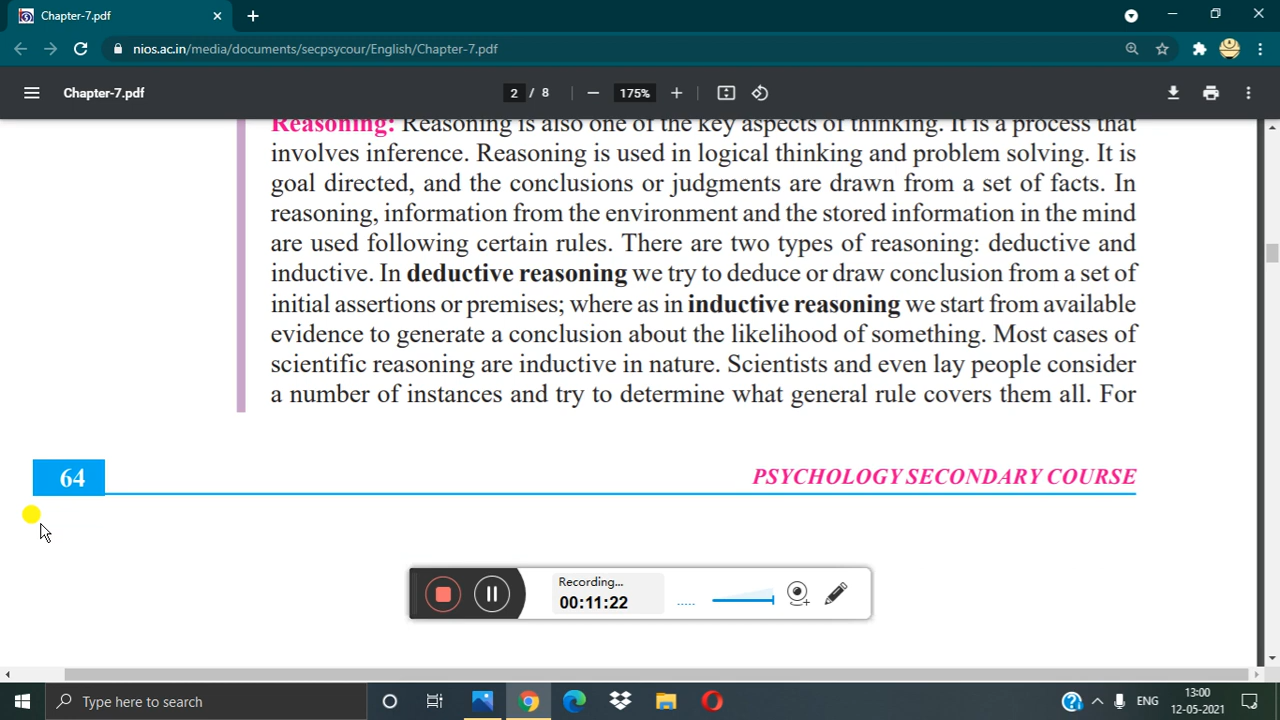 Chapter-7.pdf
nios.ac.in/media/documents/secpsycour/English/Chapter-7.pdf
Chapter-7.pdf
2 / 8
175%
Reasoning: Reasoning is also one of the key aspects of thinking. It is a process that
involves inference. Reasoning is used in logical thinking and problem solving. It is
goal directed, and the conclusions or judgments are drawn from a set of facts. In
reasoning, information from the environment and the stored information in the mind
are used following certain rules. There are two types of reasoning: deductive and
inductive. In deductive reasoning we try to deduce or draw conclusion from a set of
initial assertions or premises; where as in inductive reasoning we start from available
evidence to generate a conclusion about the likelihood of something. Most cases of
scientific reasoning are inductive in nature. Scientists and even lay people consider
a number of instances and try to determine what general rule covers them all. For
64
PSYCHOLOGY SECONDARY COURSE
Recording...
00:11:22
Type here to search
ENG
13:00
12-05-2021